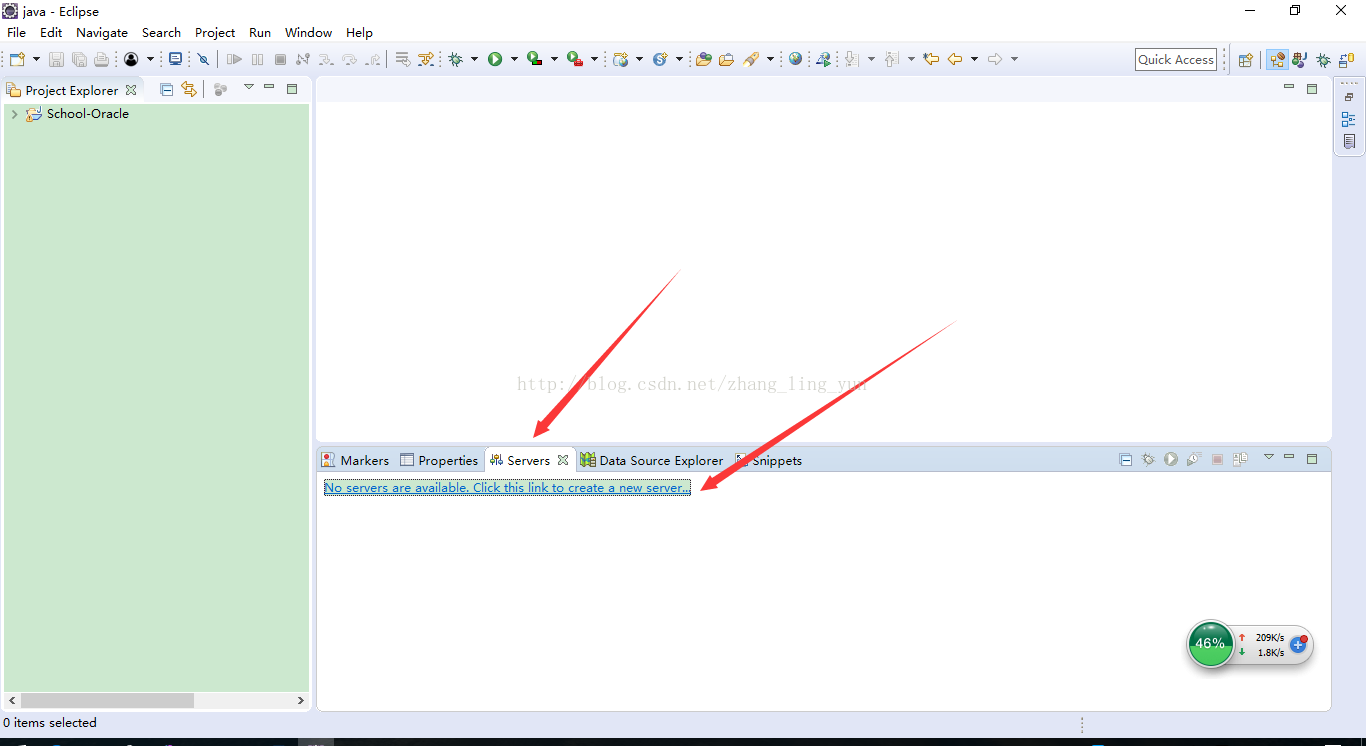 java - Eclipse
File Edit Navigate Search Project Run Window Help
Quick Access
Project Explorer
School-Oracle
http://blog.csdn.net/zhang_ling_yun
Markers Properties Servers Data Source Explorer Snippets
No servers are available. Click this link to create a new server...
46%
209K/s
1.8K/s
0 items selected